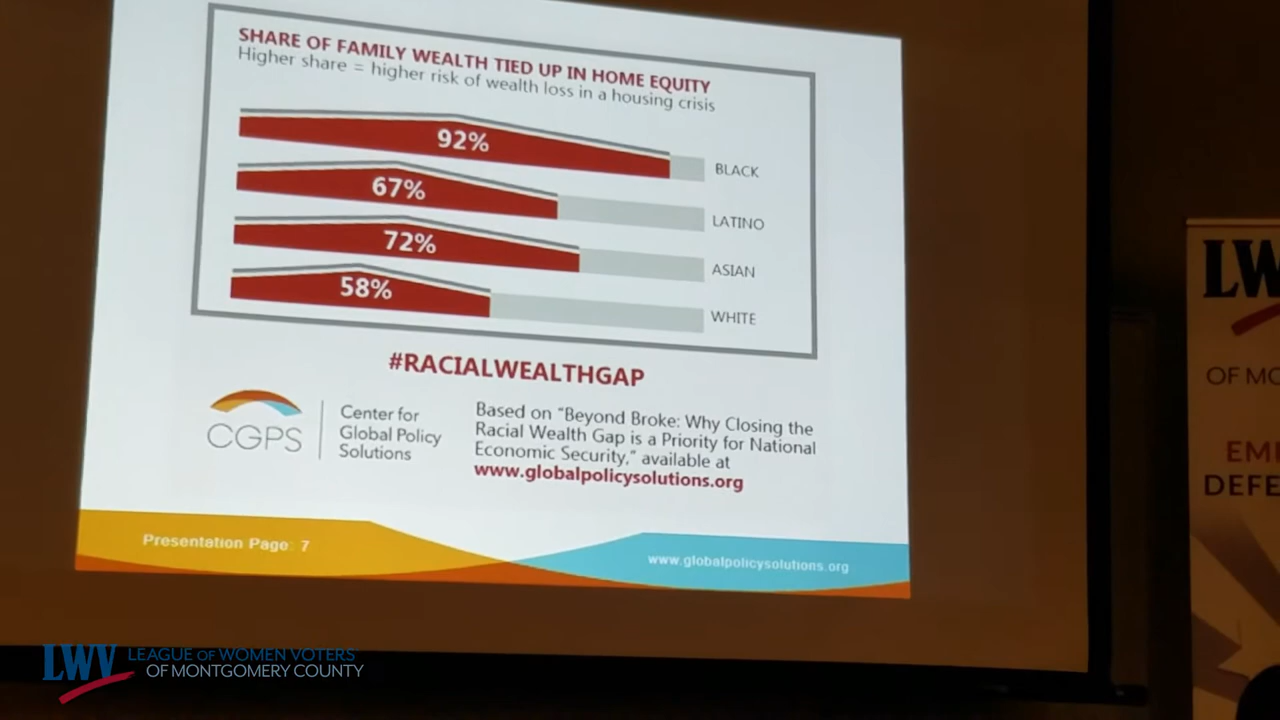 SHARE OF FAMILY WEALTH TIED UP IN HOME EQUITY
Higher share = higher risk of wealth loss in a housing crisis
92%
BLACK
67%
LATINO
72%
ASIAN
58%
WHITE
#RACIALWEALTHGAP
CGPS
Center for
Global Policy
Solutions
Based on "Beyond Broke: Why Closing the
Racial Wealth Gap is a Priority for National
Economic Security," available at
www.globalpolicysolutions.org
Presentation Page: 7
www.globalpolicysolutions.org
LW
OF MO
EM
DEFE
LWV LEAGUE OF WOMEN VOTERS
OF MONTGOMERY COUNTY